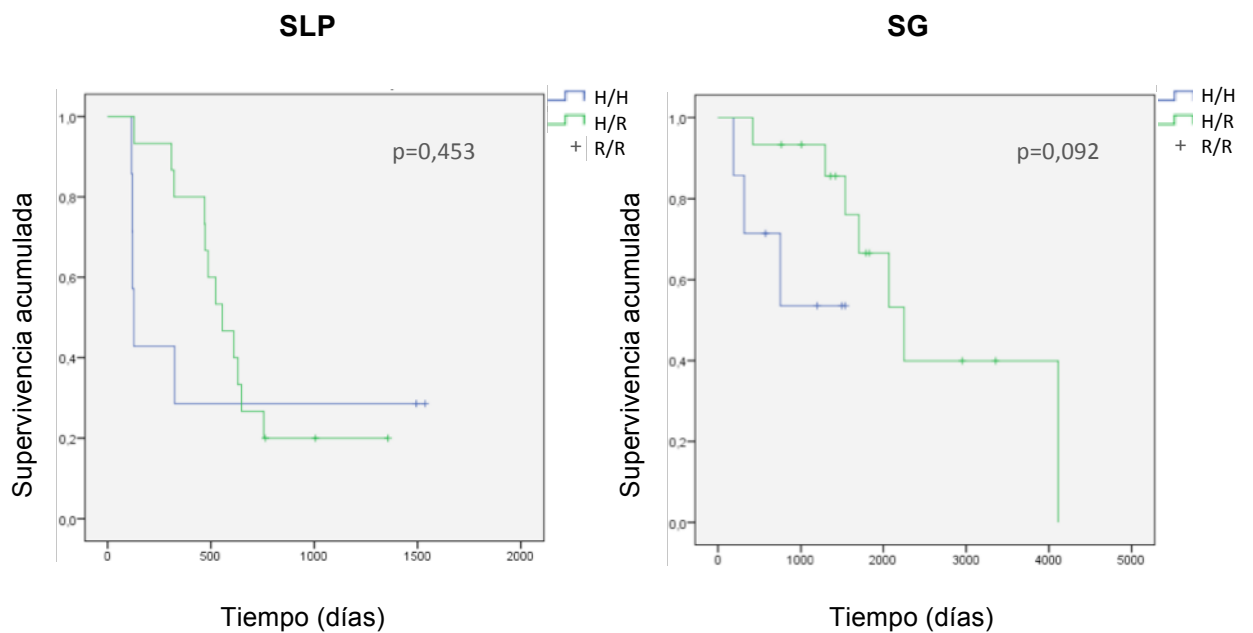 SLP
H/H
H/R
+ R/R
p=0,453
1,0
0,8
0,6
0,4
0,2
0,0
0 500 1000 1500 2000
Supervivencia acumulada
Tiempo (días)
SG
H/H
H/R
+ R/R
p=0,092
1,0
0,8
0,6
0,4
0,2
0,0
0 1000 2000 3000 4000 5000
Supervivencia acumulada
Tiempo (días)